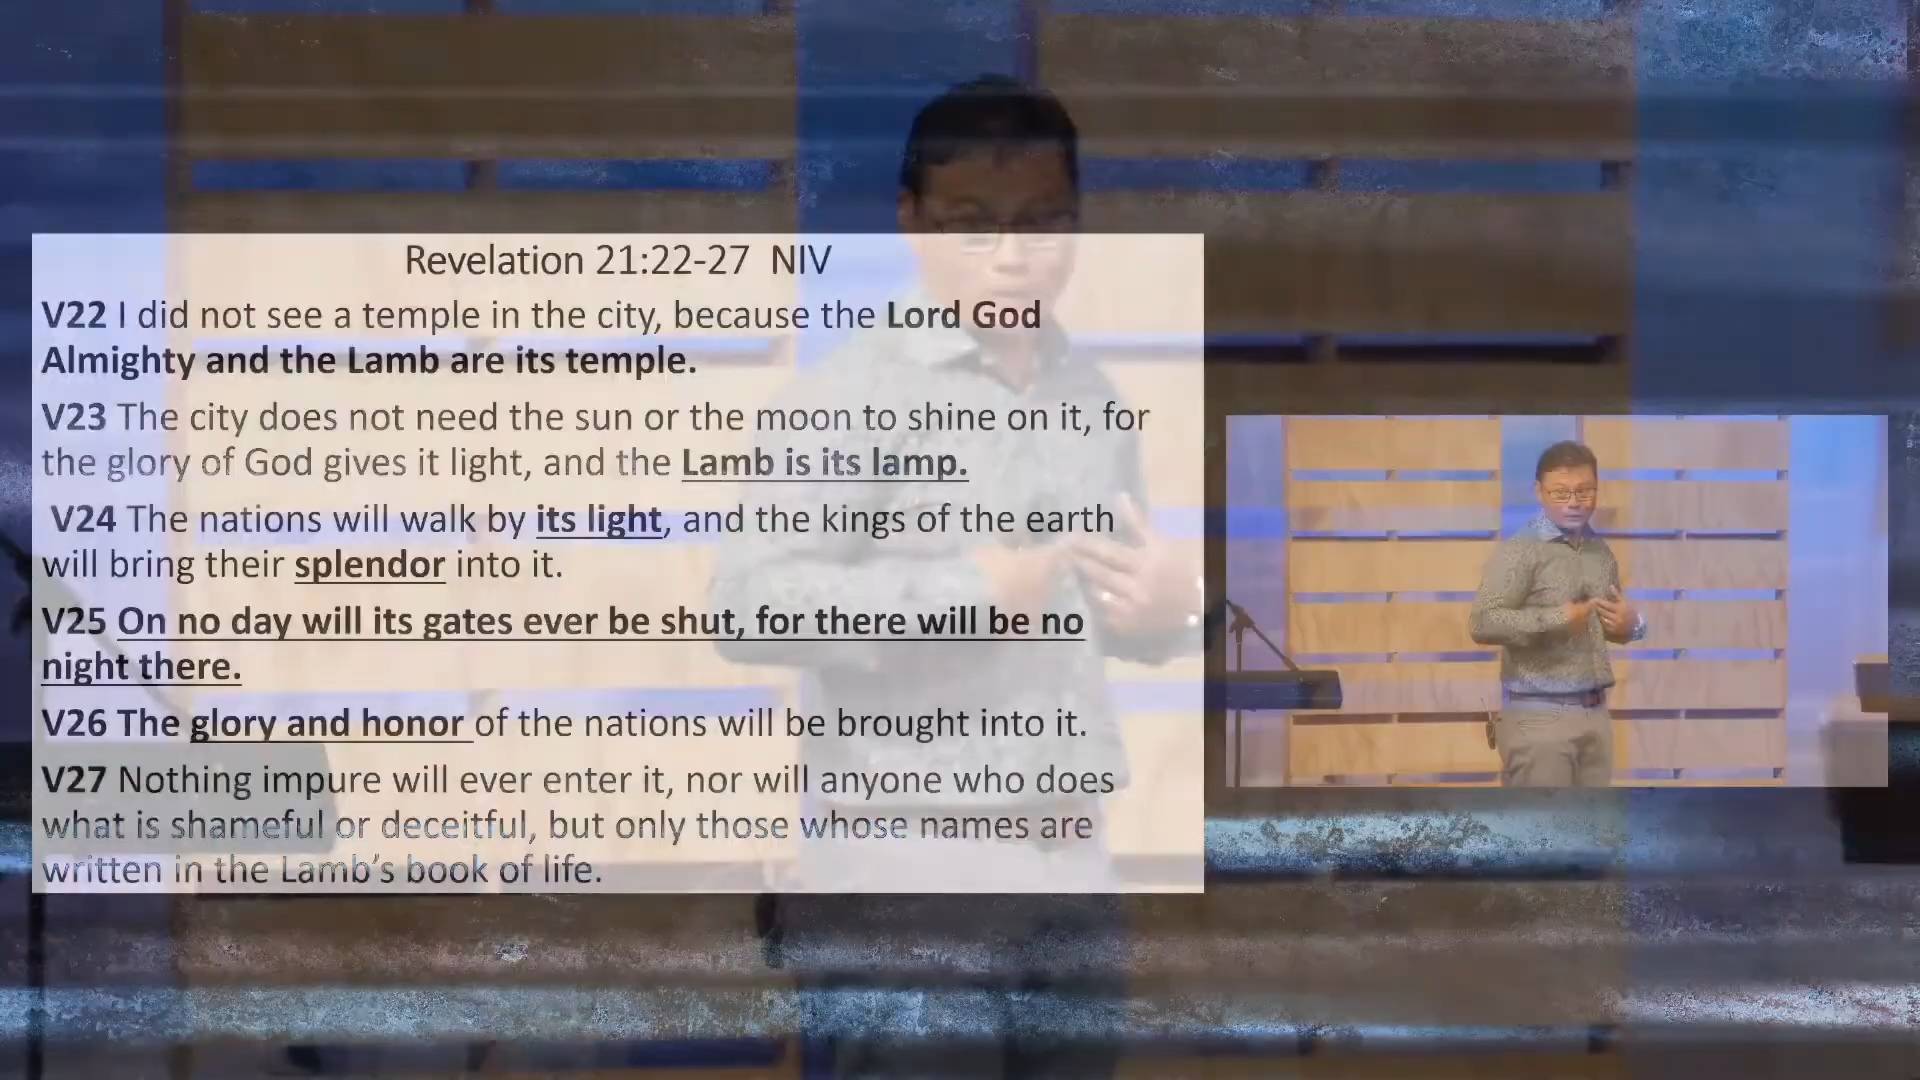 Revelation 21:22-27 NIV
V22 I did not see a temple in the city, because the Lord God
Almighty and the Lamb are its temple.
V23 The city does not need the sun or the moon to shine on it, for
the glory of God gives it light, and the Lamb is its lamp.
V24 The nations will walk by its light, and the kings of the earth
will bring their splendor into it.
V25 On no day will its gates ever be shut, for there will be no
night there.
V26 The glory and honor of the nations will be brought into it.
V27 Nothing impure will ever enter it, nor will anyone who does
what is shameful or deceitful, but only those whose names are
written in the Lamb’s book of life.